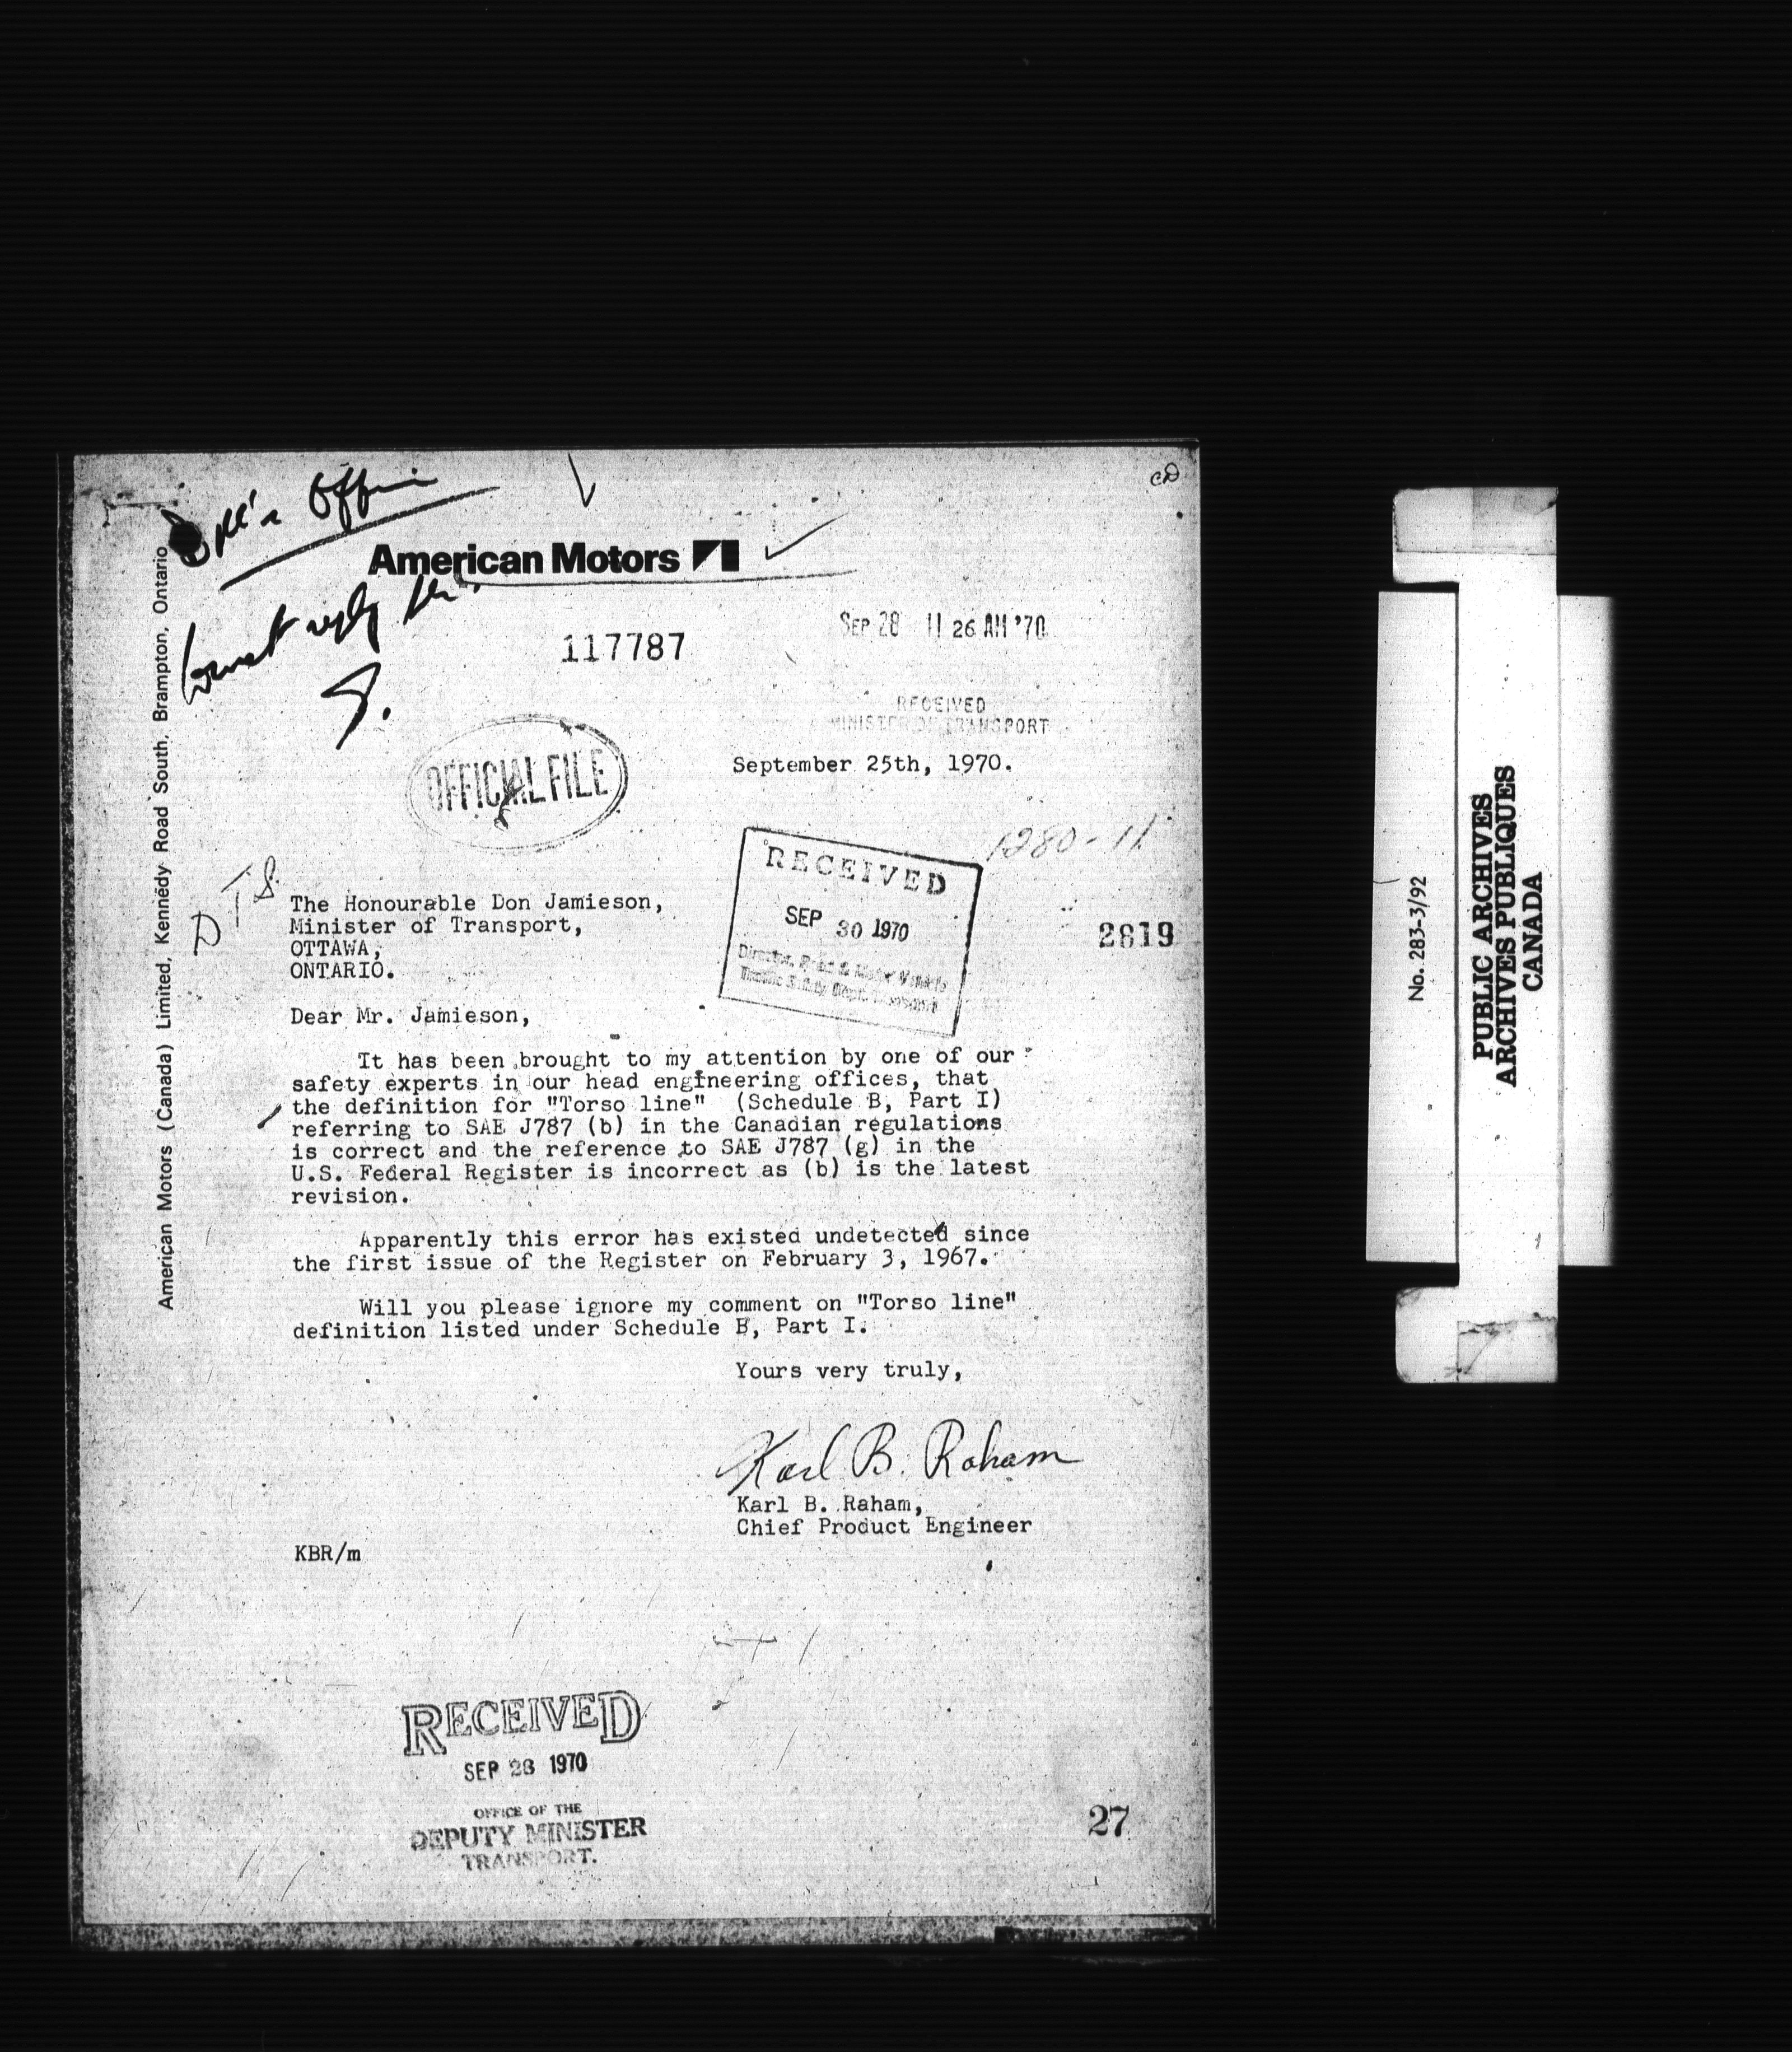 cD
American Motors
American Motors (Canada) Limited, Kennedy Road South, Brampton, Ontario
reply
117787
SEP 28 11 26 AM '70
RECEIVED
MINISTER OF TRANSPORT
OFFICIAL FILE
September 25th, 1970.
1280-11
RECEIVED
SEP 30 1970
2819
DTS
The Honourable Don Jamieson,
Minister of Transport,
OTTAWA,
ONTARIO.
Dear Mr. Jamieson,
It has been brought to my attention by one of our
safety experts in our head engineering offices, that
the definition for "Torso line" (Schedule B, Part I)
referring to SAE J787 (b) in the Canadian regulations
is correct and the reference to SAE J787 (g) in the
U.S. Federal Register is incorrect as (b) is the latest
revision.
Apparently this error has existed undetected since
the first issue of the Register on February 3, 1967.
Will you please ignore my comment on "Torso line"
definition listed under Schedule B, Part I.
Yours very truly,
Karl B. Raham
Karl B. Raham,
Chief Product Engineer
KBR/m
RECEIVED
SEP 28 1970
OFFICE OF THE
DEPUTY MINISTER
TRANSPORT.
27
No. 283-3/92
PUBLIC ARCHIVES
ARCHIVES PUBLIQUES
CANADA